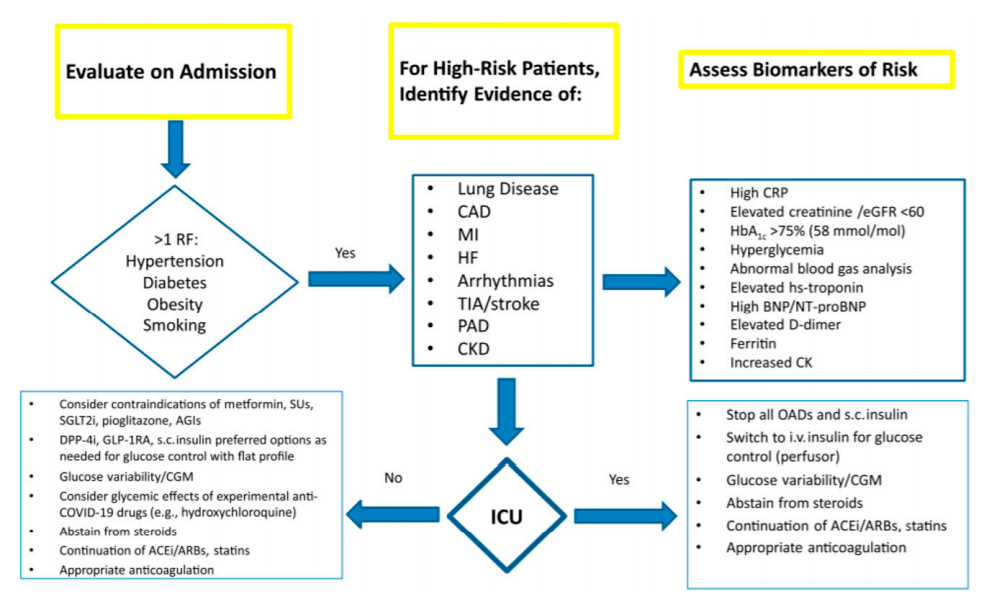 Evaluate on Admission
For High-Risk Patients,
Identify Evidence of:
Assess Biomarkers of Risk
>1 RF:
Hypertension
Diabetes
Obesity
Smoking
Yes
• Lung Disease
• CAD
• MI
• HF
• Arrhythmias
• TIA/stroke
• PAD
• CKD
• High CRP
• Elevated creatinine /eGFR <60
• HbA1c >75% (58 mmol/mol)
• Hyperglycemia
• Abnormal blood gas analysis
• Elevated hs-troponin
• High BNP/NT-proBNP
• Elevated D-dimer
• Ferritin
• Increased CK
• Consider contraindications of metformin, SUs,
SGLT2i, pioglitazone, AGIs
• DPP-4i, GLP-1RA, s.c.insulin preferred options as
needed for glucose control with flat profile
• Glucose variability/CGM
• Consider glycemic effects of experimental anti-
COVID-19 drugs (e.g., hydroxychloroquine)
• Abstain from steroids
• Continuation of ACEi/ARBs, statins
• Appropriate anticoagulation
No
ICU
Yes
• Stop all OADs and s.c.insulin
• Switch to i.v.insulin for glucose
control (perfusor)
• Glucose variability/CGM
• Abstain from steroids
• Continuation of ACEi/ARBs, statins
• Appropriate anticoagulation